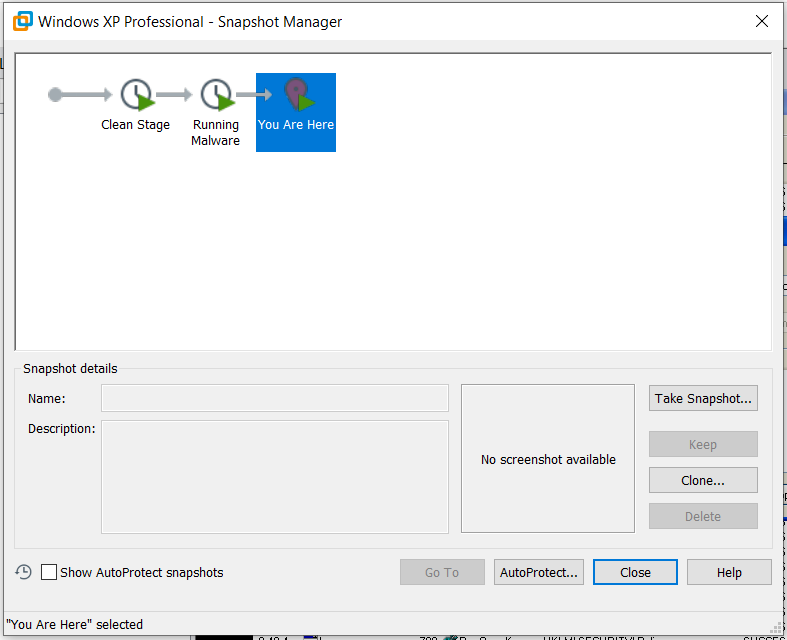 Windows XP Professional - Snapshot Manager
Clean Stage
Running
Malware
You Are Here
Snapshot details
Name:
Take Snapshot...
Description:
Keep
No screenshot available
Clone...
Delete
Show AutoProtect snapshots
Go To
AutoProtect...
Close
Help
"You Are Here" selected